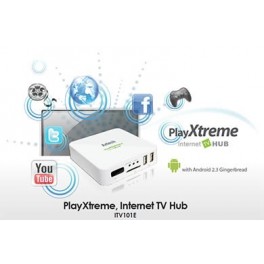 PlayXtreme
Internet TV HUB
with Android 2.3 Gingerbread
You
Tube
PlayXtreme, Internet TV Hub
ITV101E